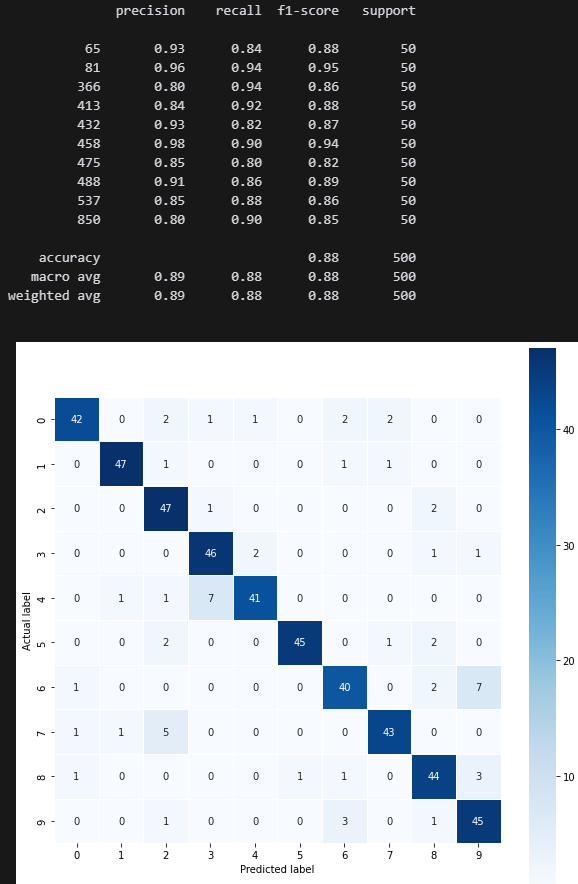 precision recall f1-score support
65 0.93 0.84 0.88 50
81 0.96 0.94 0.95 50
366 0.80 0.94 0.86 50
413 0.84 0.92 0.88 50
432 0.93 0.82 0.87 50
458 0.98 0.90 0.94 50
475 0.85 0.80 0.82 50
488 0.91 0.86 0.89 50
537 0.85 0.88 0.86 50
850 0.80 0.90 0.85 50
accuracy 0.88 500
macro avg 0.89 0.88 0.88 500
weighted avg 0.89 0.88 0.88 500
Actual label
0 42 0 2 1 1 0 2 2 0 0
1 0 47 1 0 0 0 1 1 0 0
2 0 0 47 1 0 0 0 0 2 0
3 0 0 0 46 2 0 0 0 1 1
4 0 1 1 7 41 0 0 0 0 0
5 0 0 2 0 0 45 0 1 2 0
6 1 0 0 0 0 0 40 0 2 7
7 1 1 5 0 0 0 0 43 0 0
8 1 0 0 0 0 1 1 0 44 3
9 0 0 1 0 0 0 3 0 1 45
0 1 2 3 4 5 6 7 8 9
Predicted label
40
30
20
10